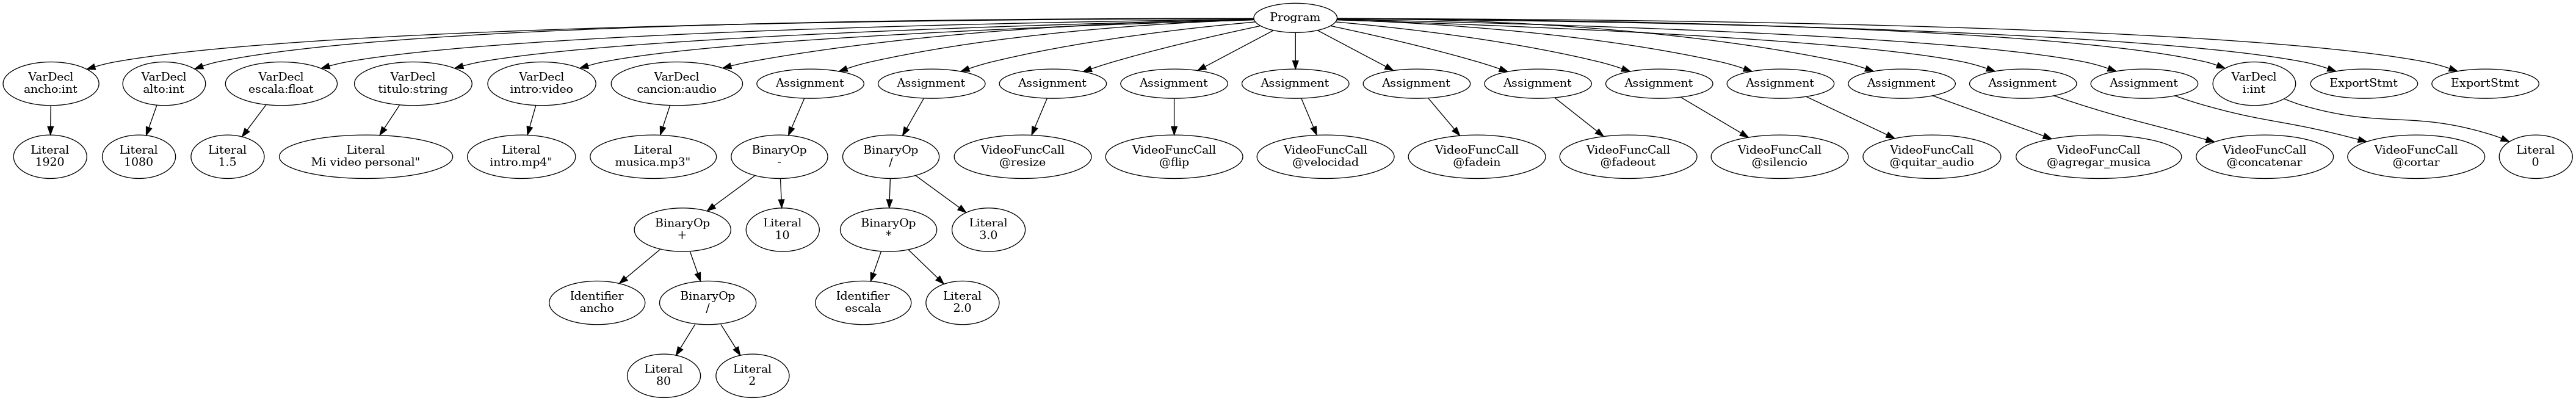 Program
VarDecl
ancho:int
VarDecl
alto:int
VarDecl
escala:float
VarDecl
titulo:string
VarDecl
intro:video
VarDecl
cancion:audio
Assignment
Assignment
Assignment
Assignment
Assignment
Assignment
Assignment
Assignment
Assignment
Assignment
Assignment
Assignment
VarDecl
i:int
ExportStmt
ExportStmt
Literal
1920
Literal
1080
Literal
1.5
Literal
Mi video personal"
Literal
intro.mp4"
Literal
musica.mp3"
BinaryOp
-
BinaryOp
/
VideoFuncCall
@resize
VideoFuncCall
@flip
VideoFuncCall
@velocidad
VideoFuncCall
@fadein
VideoFuncCall
@fadeout
VideoFuncCall
@silencio
VideoFuncCall
@quitar_audio
VideoFuncCall
@agregar_musica
VideoFuncCall
@concatenar
VideoFuncCall
@cortar
Literal
0
BinaryOp
+
Literal
10
BinaryOp
*
Literal
3.0
Identifier
ancho
BinaryOp
/
Identifier
escala
Literal
2.0
Literal
80
Literal
2